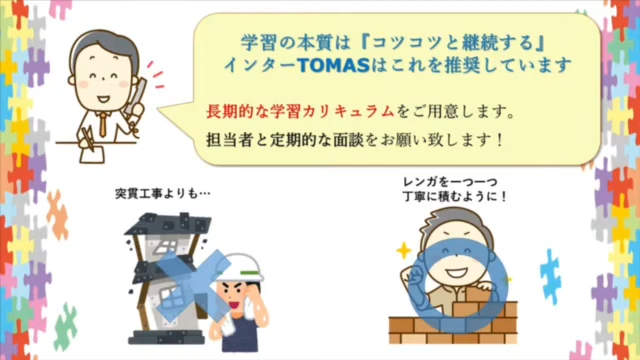 学習の本質は『コツコツと継続する』
インターTOMASはこれを推奨しています
長期的な学習カリキュラムをご用意します。
担当者と定期的な面談をお願い致します！
突貫工事よりも…
レンガを一つ一つ
丁寧に積むように！